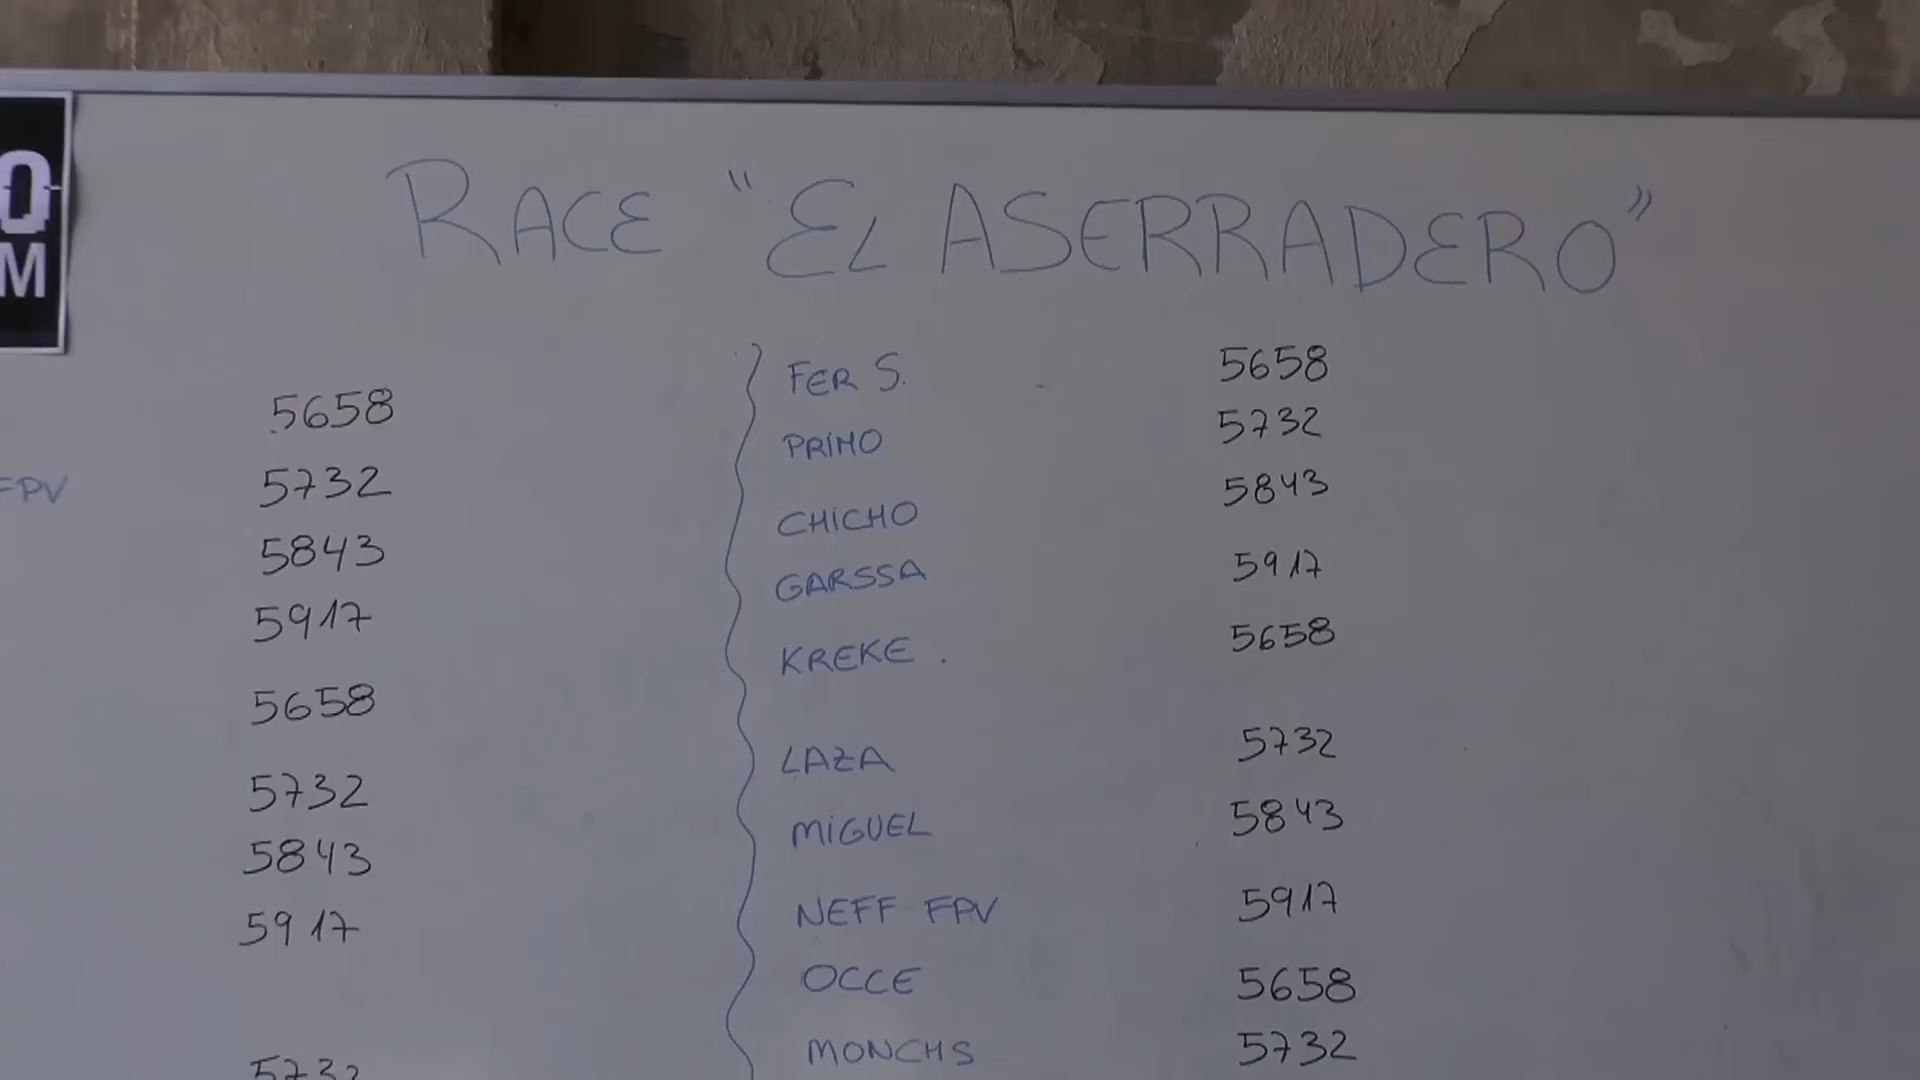 Q
M
RACE "EL ASERRADERO"
5658
FPV 5732
5843
5917
5658
5732
5843
5917
5732
FER S. 5658
PRIMO 5732
CHICHO 5843
GARSSA 5917
KREKE. 5658
LAZA 5732
MIGUEL 5843
NEFF FPV 5917
OCCE 5658
MONCHS 5732